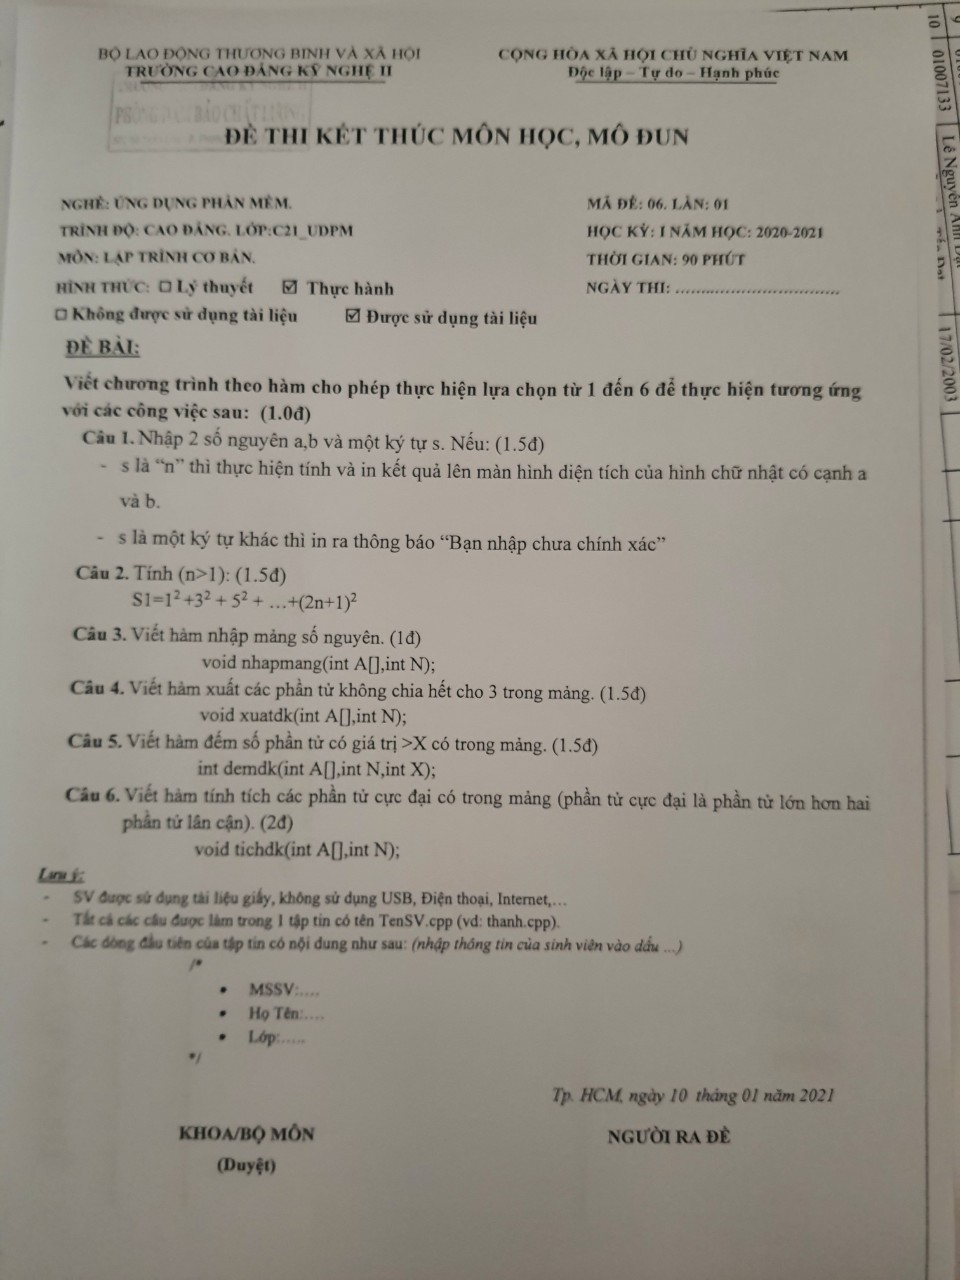 BỘ LAO ĐỘNG THƯƠNG BINH VÀ XÃ HỘI
TRƯỜNG CAO ĐẲNG KỸ NGHỆ II
CỘNG HÒA XÃ HỘI CHỦ NGHĨA VIỆT NAM
Độc lập – Tự do – Hạnh phúc
ĐỀ THI KẾT THÚC MÔN HỌC, MÔ ĐUN
NGHỀ: ỨNG DỤNG PHẦN MỀM.
TRÌNH ĐỘ: CAO ĐẲNG. LỚP:C21_UDPM
MÔN: LẬP TRÌNH CƠ BẢN.
HÌNH THỨC: ☐ Lý thuyết ☑ Thực hành
☐ Không được sử dụng tài liệu ☑ Được sử dụng tài liệu
MÃ ĐỀ: 06. LẦN: 01
HỌC KỲ: I NĂM HỌC: 2020-2021
THỜI GIAN: 90 PHÚT
NGÀY THI: ................................
ĐỀ BÀI:
Viết chương trình theo hàm cho phép thực hiện lựa chọn từ 1 đến 6 để thực hiện tương ứng
với các công việc sau: (1.0đ)
Câu 1. Nhập 2 số nguyên a,b và một ký tự s. Nếu: (1.5đ)
- s là “n” thì thực hiện tính và in kết quả lên màn hình diện tích của hình chữ nhật có cạnh a
và b.
- s là một ký tự khác thì in ra thông báo “Bạn nhập chưa chính xác”
Câu 2. Tính (n>1): (1.5đ)
S1=1² +3² + 5² + …+(2n+1)²
Câu 3. Viết hàm nhập mảng số nguyên. (1đ)
void nhapmang(int A[],int N);
Câu 4. Viết hàm xuất các phần tử không chia hết cho 3 trong mảng. (1.5đ)
void xuatdk(int A[],int N);
Câu 5. Viết hàm đếm số phần tử có giá trị >X có trong mảng. (1.5đ)
int demdk(int A[],int N,int X);
Câu 6. Viết hàm tính tích các phần tử cực đại có trong mảng (phần tử cực đại là phần tử lớn hơn hai
phần tử lân cận). (2đ)
void tichdk(int A[],int N);
Lưu ý:
- SV được sử dụng tài liệu giấy, không sử dụng USB, Điện thoại, Internet,…
- Tất cả các câu được làm trong 1 tập tin có tên TenSV.cpp (vd: thanh.cpp).
- Các dòng đầu tiên của tập tin có nội dung như sau: (nhập thông tin của sinh viên vào dấu …)
/*
• MSSV:....
• Họ Tên:....
• Lớp:.....
*/
Tp. HCM, ngày 10 tháng 01 năm 2021
KHOA/BỘ MÔN
(Duyệt)
NGƯỜI RA ĐỀ
10 01007133 Lê Nguyễn Anh
17/02/2003